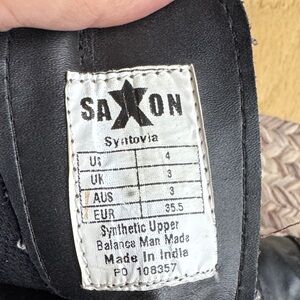 SAXON
Syntovia
US 4
UK 3
AUS 3
EUR 35.5
Synthetic Upper
Balance Man Made
Made In India
PO 108357